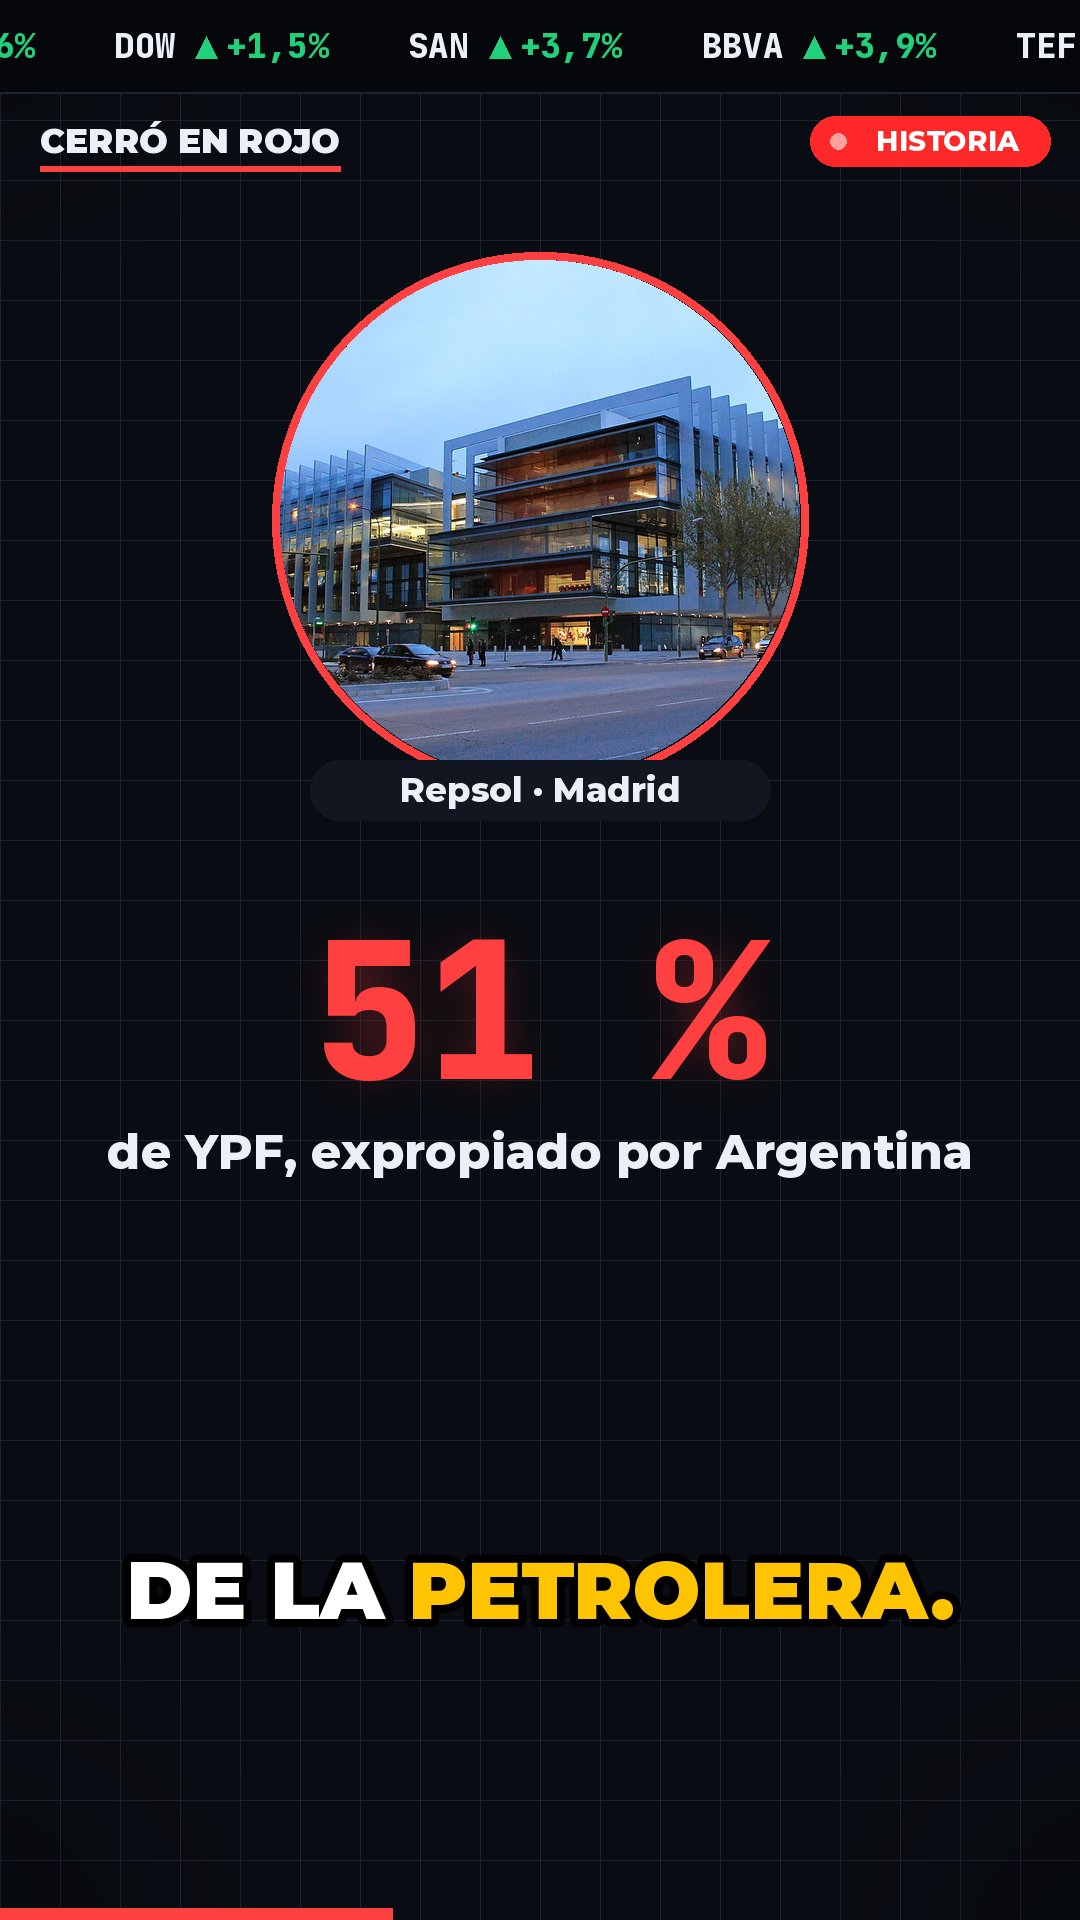 6% DOW ▲+1,5% SAN ▲+3,7% BBVA ▲+3,9% TEF
CERRÓ EN ROJO
HISTORIA
Repsol · Madrid
51 %
de YPF, expropiado por Argentina
DE LA PETROLERA.